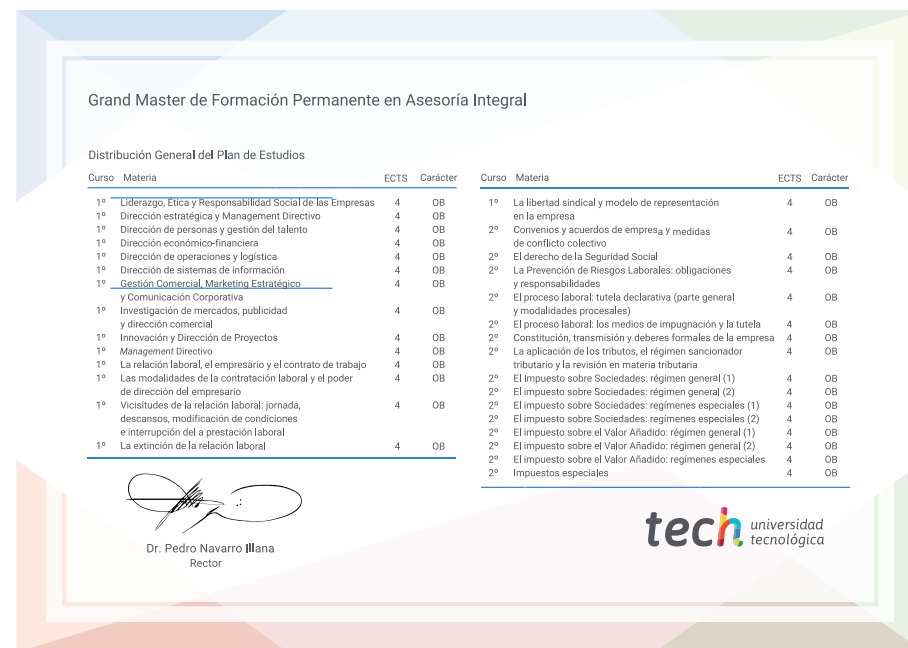 Grand Master de Formación Permanente en Asesoría Integral
Distribución General del Plan de Estudios
Curso Materia ECTS Carácter
1º Liderazgo, Ética y Responsabilidad Social de las Empresas 4 OB
1º Dirección estratégica y Management Directivo 4 OB
1º Dirección de personas y gestión del talento 4 OB
1º Dirección económico-financiera 4 OB
1º Dirección de operaciones y logística 4 OB
1º Dirección de sistemas de información 4 OB
1º Gestión Comercial, Marketing Estratégico 4 OB
y Comunicación Corporativa
1º Investigación de mercados, publicidad 4 OB
y dirección comercial
1º Innovación y Dirección de Proyectos 4 OB
1º Management Directivo 4 OB
1º La relación laboral, el empresario y el contrato de trabajo 4 OB
1º Las modalidades de la contratación laboral y el poder 4 OB
de dirección del empresario
1º Vicisitudes de la relación laboral: jornada, 4 OB
descansos, modificación de condiciones
e interrupción del a prestación laboral
1º La extinción de la relación laboral 4 OB
Curso Materia ECTS Carácter
1º La libertad sindical y modelo de representación 4 OB
en la empresa
2º Convenios y acuerdos de empresa y medidas 4 OB
de conflicto colectivo
2º El derecho de la Seguridad Social 4 OB
2º La Prevención de Riesgos Laborales: obligaciones 4 OB
y responsabilidades
2º El proceso laboral: tutela declarativa (parte general 4 OB
y modalidades procesales)
2º El proceso laboral: los medios de impugnación y la tutela 4 OB
2º Constitución, transmisión y deberes formales de la empresa 4 OB
2º La aplicación de los tributos, el régimen sancionador 4 OB
tributario y la revisión en materia tributaria
2º El Impuesto sobre Sociedades: régimen general (1) 4 OB
2º El impuesto sobre Sociedades: régimen general (2) 4 OB
2º El impuesto sobre Sociedades: regímenes especiales (1) 4 OB
2º El impuesto sobre Sociedades: regímenes especiales (2) 4 OB
2º El impuesto sobre el Valor Añadido: régimen general (1) 4 OB
2º El impuesto sobre el Valor Añadido: régimen general (2) 4 OB
2º El impuesto sobre el Valor Añadido: regímenes especiales 4 OB
2º Impuestos especiales 4 OB
Dr. Pedro Navarro Illana
Rector
tech universidad
tecnológica